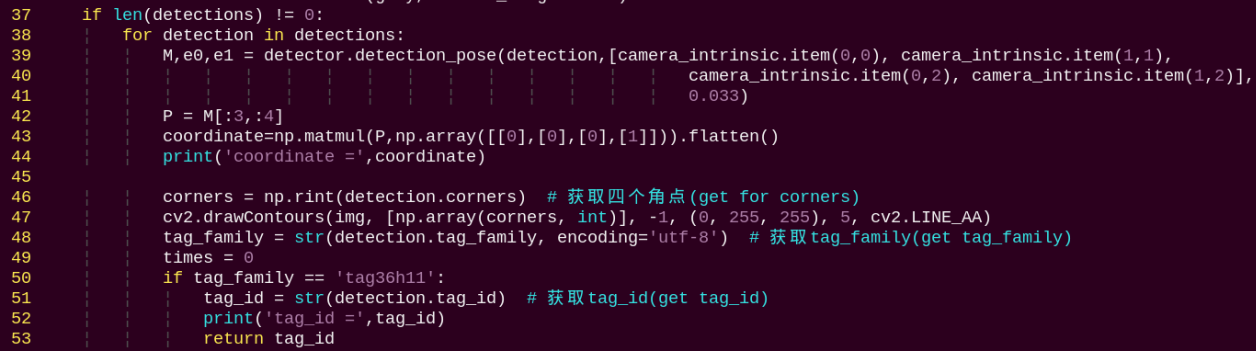 37 if len(detections) != 0:
38 for detection in detections:
39 M,e0,e1 = detector.detection_pose(detection,[camera_intrinsic.item(0,0), camera_intrinsic.item(1,1),
40 camera_intrinsic.item(0,2), camera_intrinsic.item(1,2)],
41 0.033)
42 P = M[:3,:4]
43 coordinate=np.matmul(P,np.array([[0],[0],[0],[1]])).flatten()
44 print('coordinate =',coordinate)
45
46 corners = np.rint(detection.corners)  # 获取四个角点(get for corners)
47 cv2.drawContours(img, [np.array(corners, int)], -1, (0, 255, 255), 5, cv2.LINE_AA)
48 tag_family = str(detection.tag_family, encoding='utf-8')  # 获取tag_family(get tag_family)
49 times = 0
50 if tag_family == 'tag36h11':
51 tag_id = str(detection.tag_id)  # 获取tag_id(get tag_id)
52 print('tag_id =',tag_id)
53 return tag_id